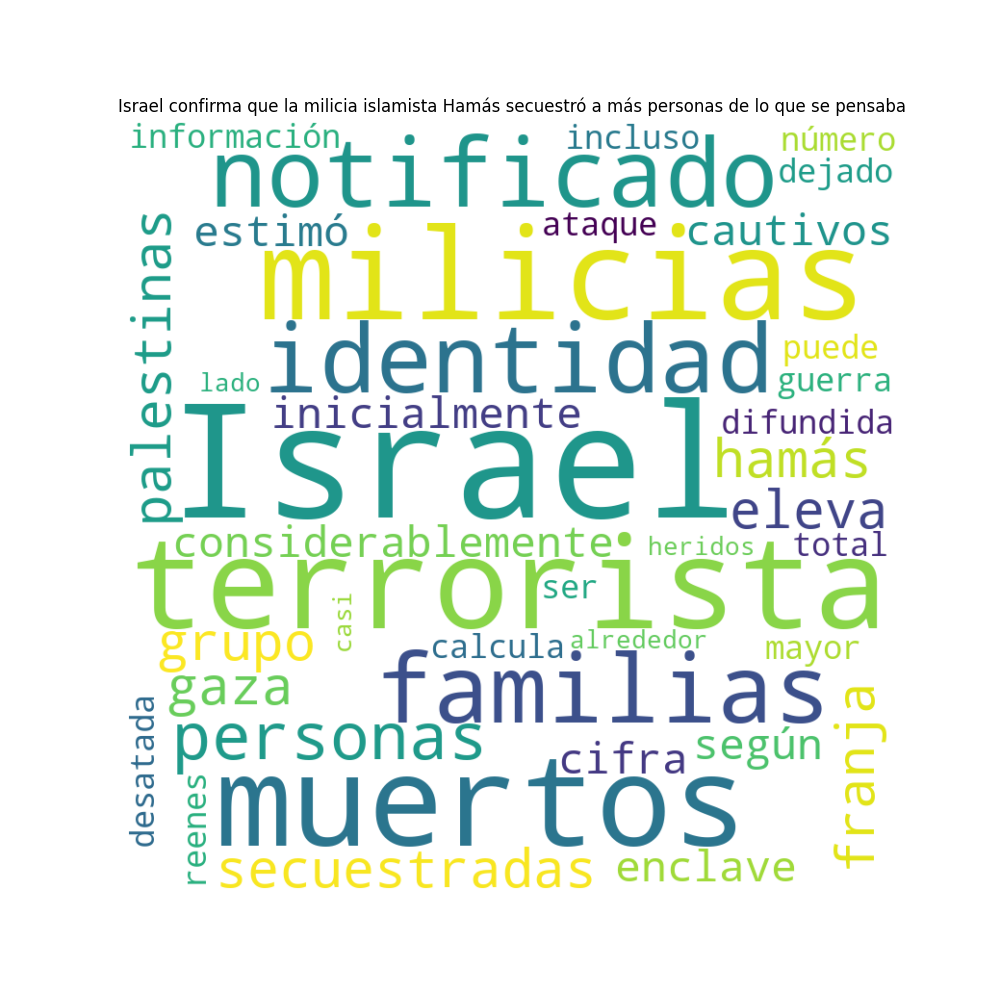 Israel confirma que la milicia islamista Hamás secuestró a más personas de lo que se pensaba
información
incluso
número
notificado
dejado
palestinas
estimó
ataque
cautivos
milicias
identidad
puede
lado
guerra
inicialmente
Israel
difundida
hamás
eleva
considerablemente
heridos
total
terrorista
ser
casi
grupo
calcula
alrededor
mayor
familias
gaza
franja
desatada
personas
cifra
según
muertos
reenes
secuestradas
enclave